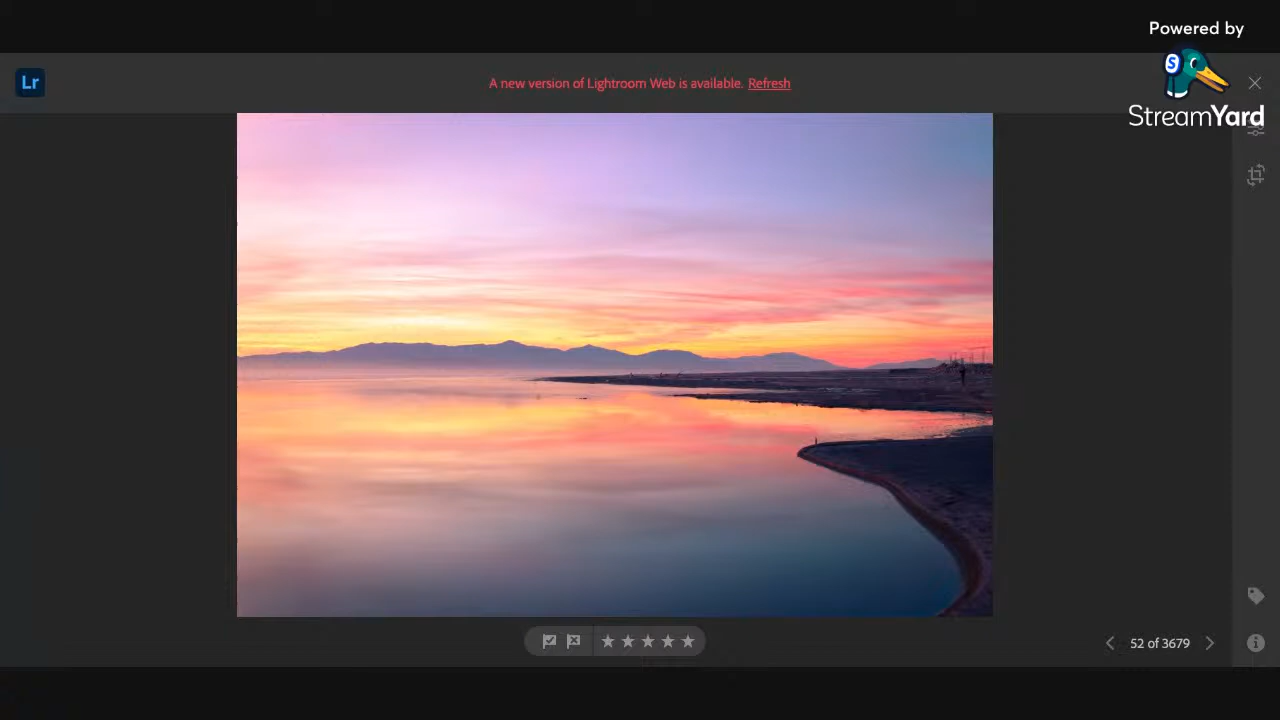 Powered by
Lr
A new version of Lightroom Web is available. Refresh
S
StreamYard
52 of 3679